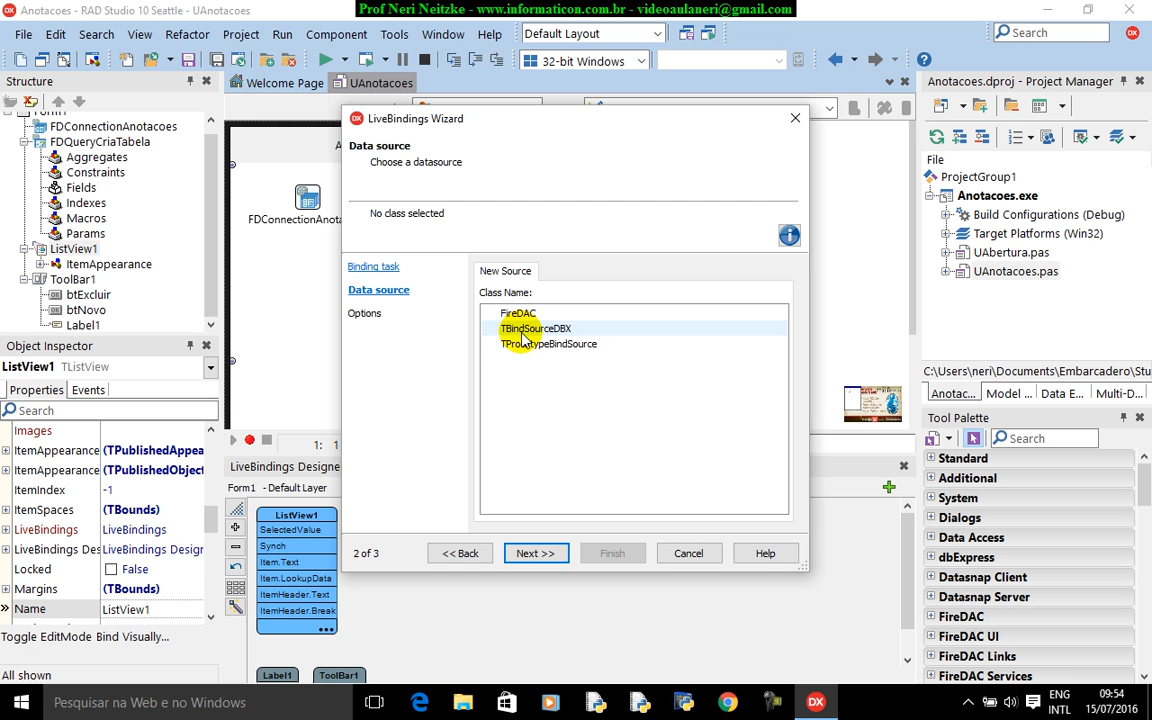 Anotacoes - RAD Studio 10 Seattle - UAnotacoes
Prof Neri Neitzke - www.informaticon.com.br - videoaulaneri@gmail.com
File Edit Search View Refactor Project Run Component Tools Window Help
Default Layout
Search
32-bit Windows
Structure
Welcome Page
UAnotacoes
Anotacoes.dproj - Project Manager
Form1
FDConnectionAnotacoes
FDQueryCriaTabela
Aggregates
Constraints
Fields
Indexes
Macros
Params
ListView1
ItemAppearance
ToolBar1
btExcluir
btNovo
Label1
FDConnectionAnota
LiveBindings Wizard
Data source
Choose a datasource
No class selected
Binding task
Data source
Options
New Source
Class Name:
FireDAC
TBindSourceDBX
TPrototypeBindSource
2 of 3
<< Back
Next >>
Finish
Cancel
Help
File
ProjectGroup1
Anotacoes.exe
Build Configurations (Debug)
Target Platforms (Win32)
UAbertura.pas
UAnotacoes.pas
C:\Users\neri\Documents\Embarcadero\Stu
Anotac... Model ... Data E... Multi-D...
Object Inspector
ListView1 TListView
Properties Events
Search
Images
ItemAppearance (TPublishedAppea
ItemAppearance (TPublishedObject
ItemIndex -1
ItemSpaces (TBounds)
LiveBindings LiveBindings
LiveBindings Des LiveBindings Design
Locked False
Margins (TBounds)
Name ListView1
Toggle EditMode Bind Visually...
All shown
1: 1
LiveBindings Designe
Form1 - Default Layer
ListView1
SelectedValue
Synch
Item.Text
Item.LookupData
ItemHeader.Text
ItemHeader.Break
Label1
ToolBar1
Tool Palette
Search
Standard
Additional
System
Dialogs
Data Access
dbExpress
Datasnap Client
Datasnap Server
FireDAC
FireDAC UI
FireDAC Links
FireDAC Services
Pesquisar na Web e no Windows
ENG
INTL
09:54
15/07/2016